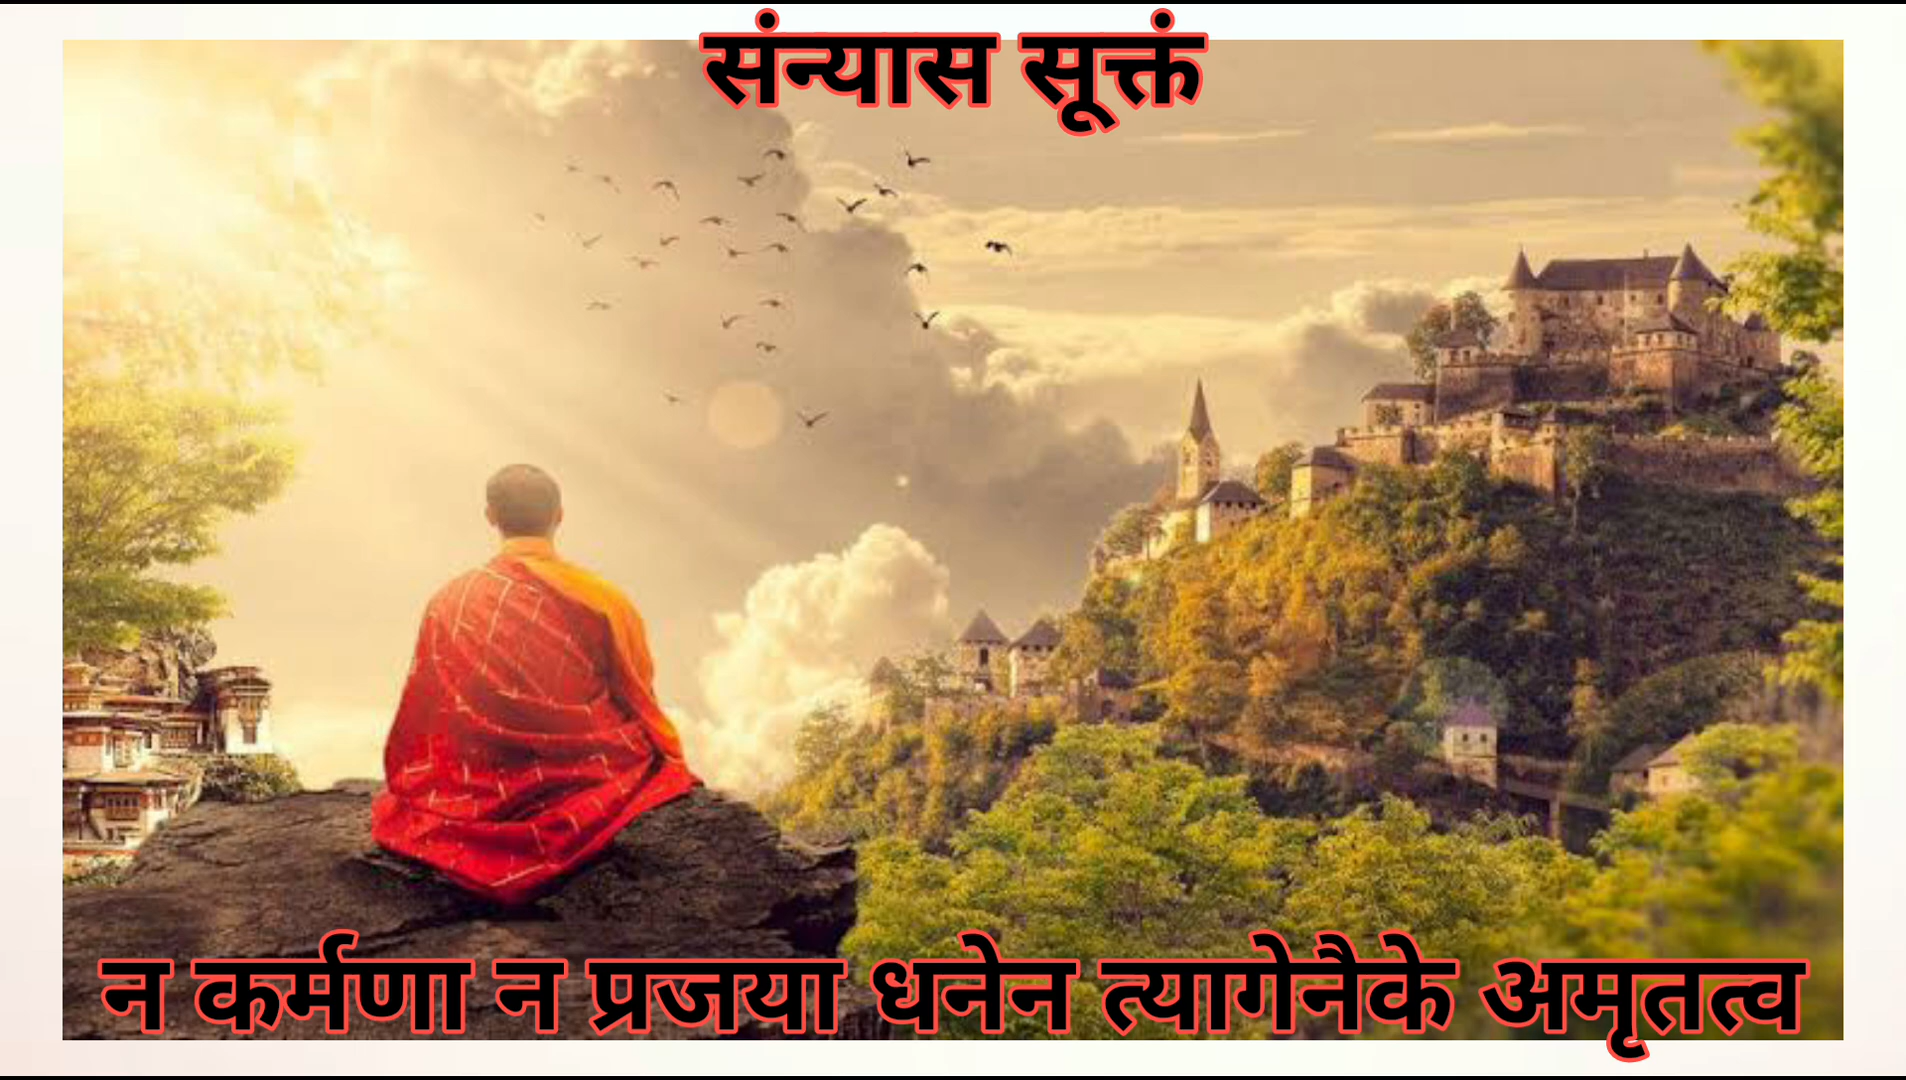 संन्यास सूक्तं
न कर्मणा न प्रजया धनेन त्यागेनैके अमृतत्व